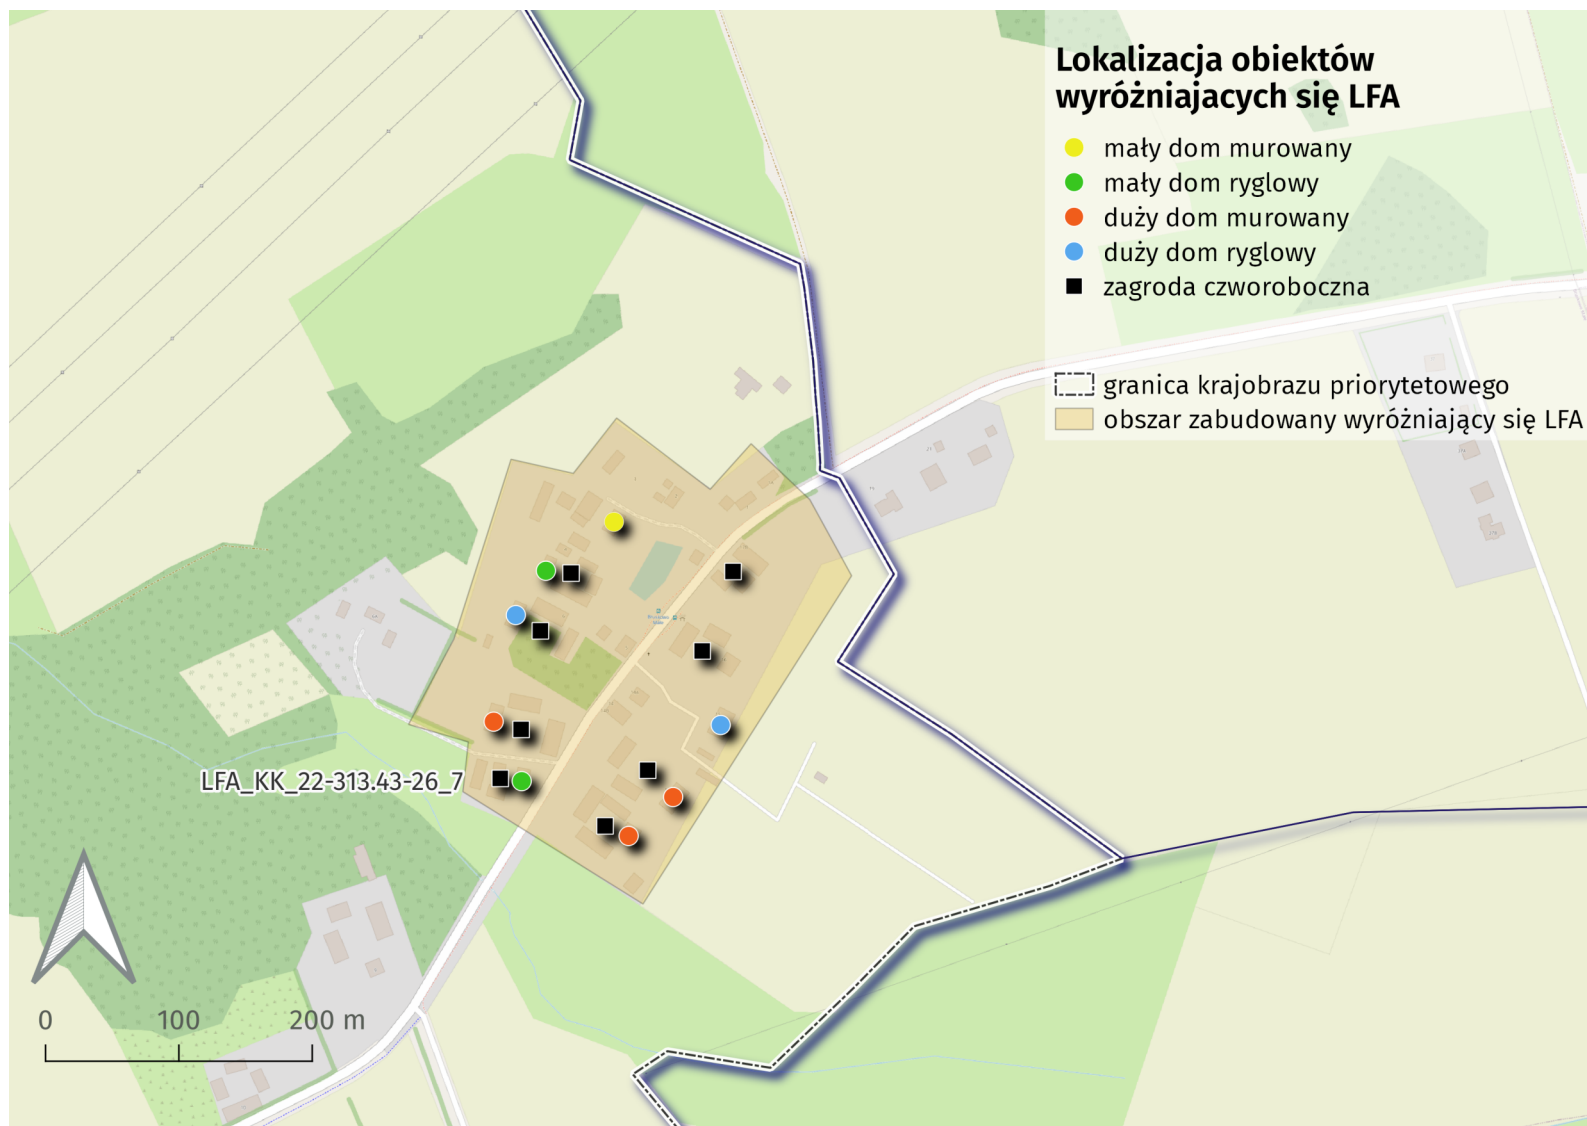 Lokalizacja obiektów
wyróżniajacych się LFA
mały dom murowany
mały dom ryglowy
duży dom murowany
duży dom ryglowy
zagroda czworoboczna
granica krajobrazu priorytetowego
obszar zabudowany wyróżniający się LFA
LFA_KK_22-313.43-26_7
0 100 200 m